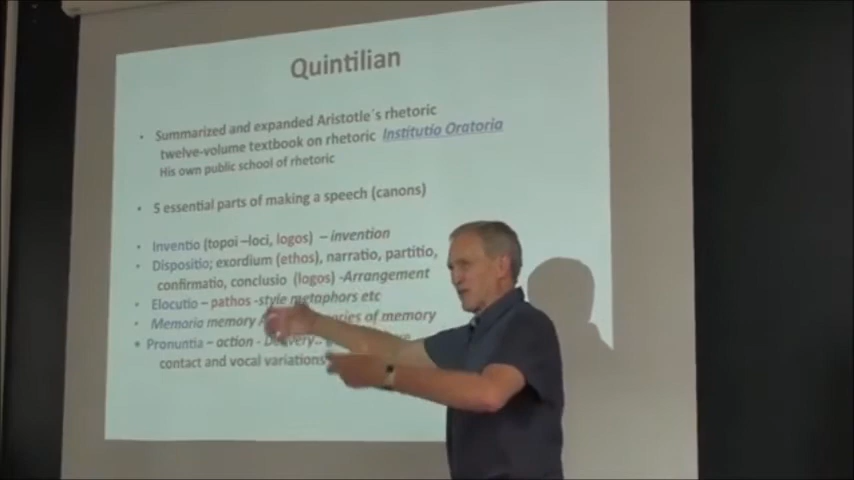 Quintilian
• Summarized and expanded Aristotle´s rhetoric
twelve-volume textbook on rhetoric Institutio Oratoria
His own public school of rhetoric
• 5 essential parts of making a speech (canons)
• Inventio (topoi –loci, logos) – invention
• Dispositio; exordium (ethos), narratio, partitio,
confirmatio, conclusio (logos) -Arrangement
• Elocutio – pathos -style metaphors etc
• Memoria memory of memory
• Pronuntia – action - Delivery..
contact and vocal variations